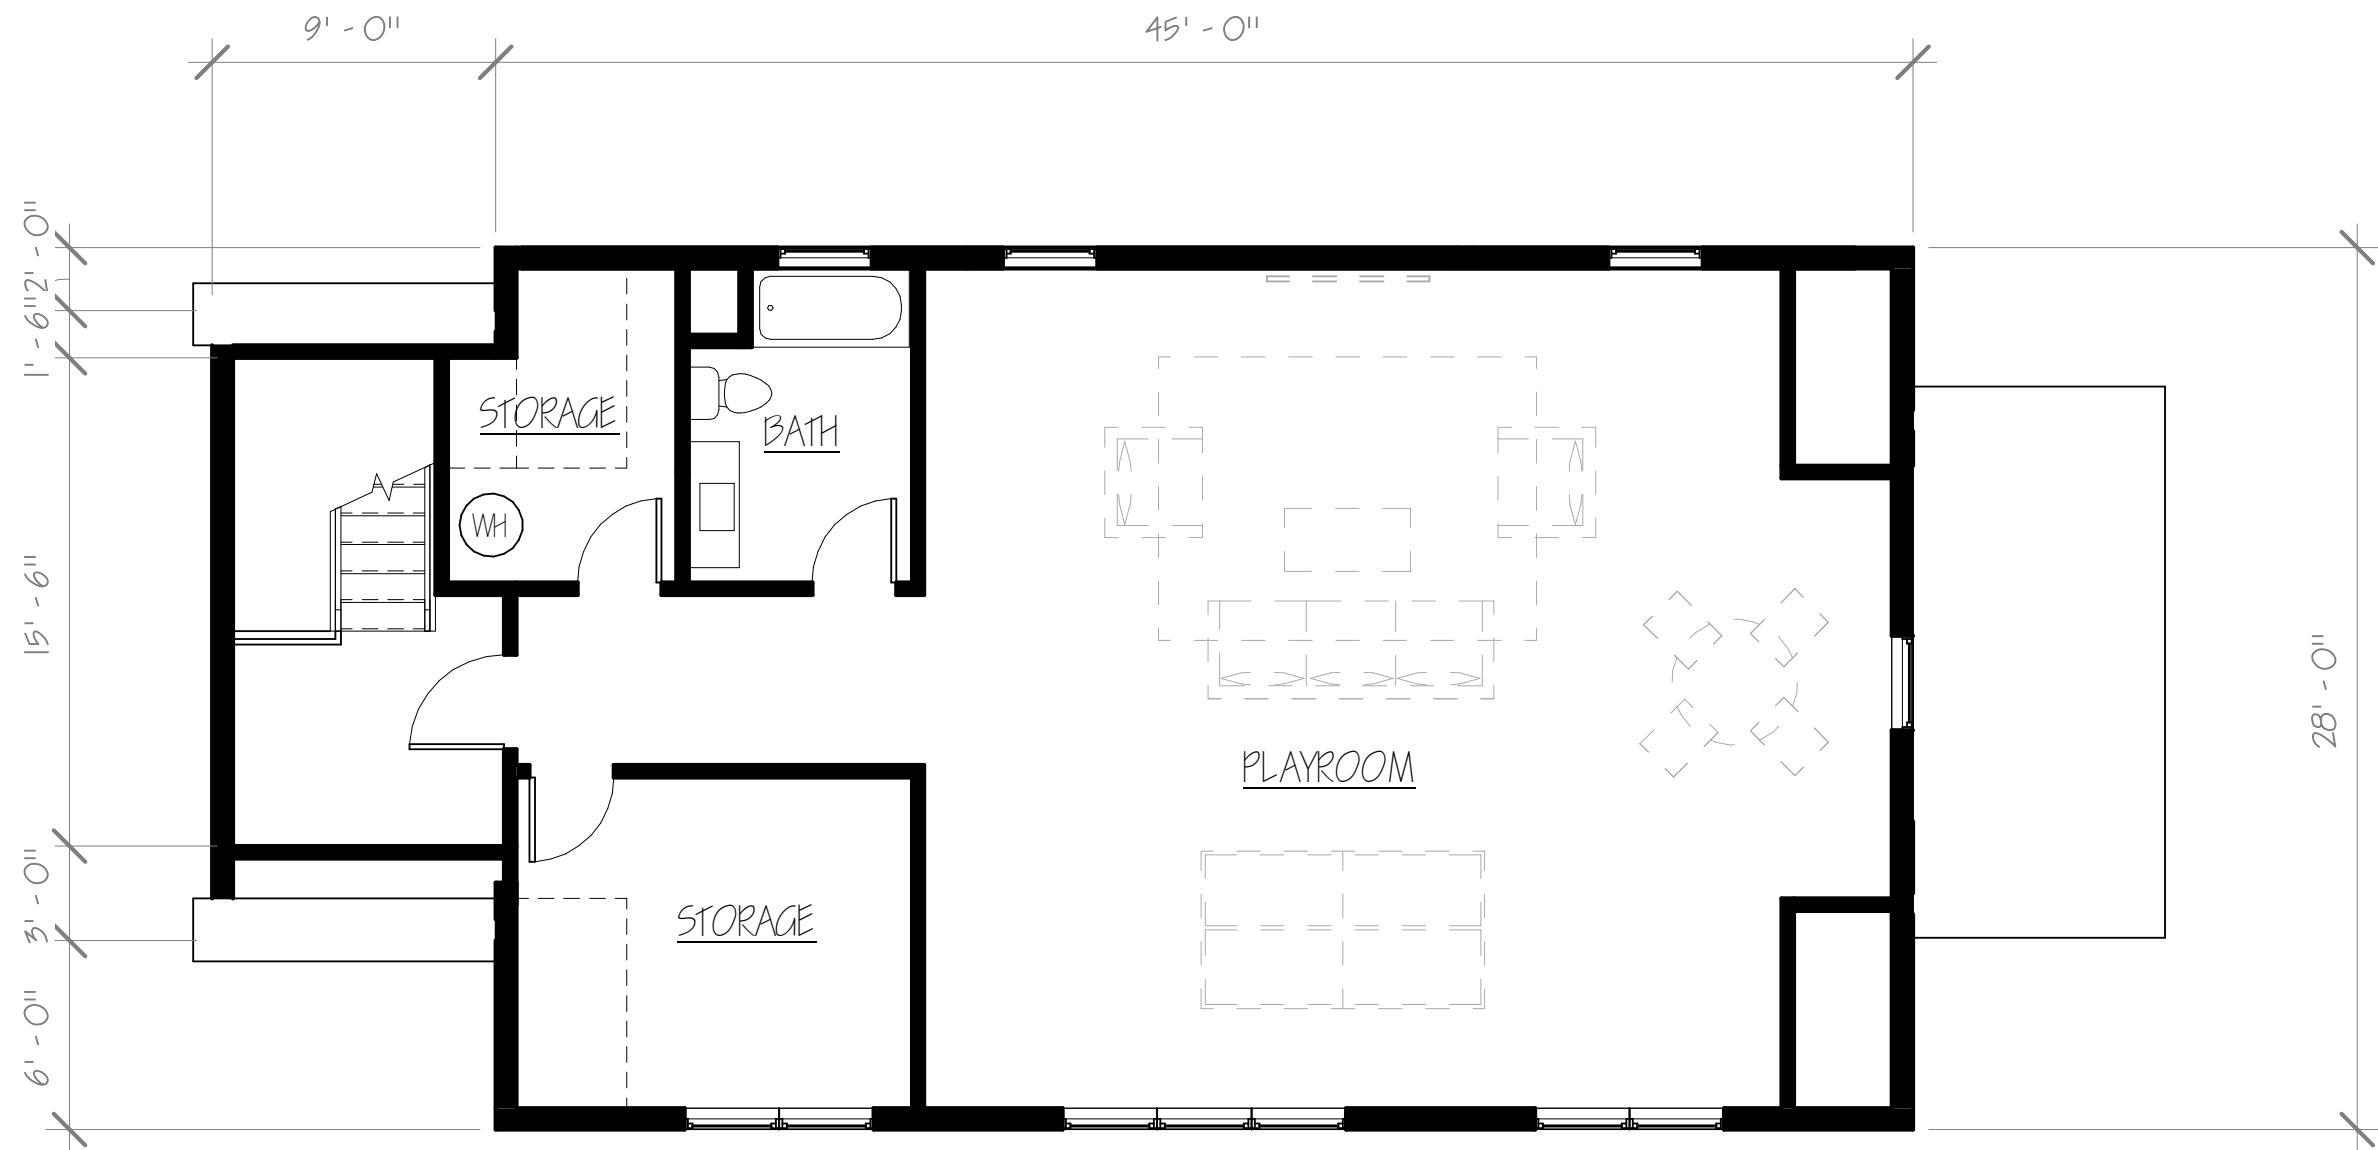 9' - 0"
45' - 0"
2' - 0"
1' - 6"
STORAGE
BATH
WH
15' - 6"
28' - 0"
PLAYROOM
3' - 0"
STORAGE
6' - 0"